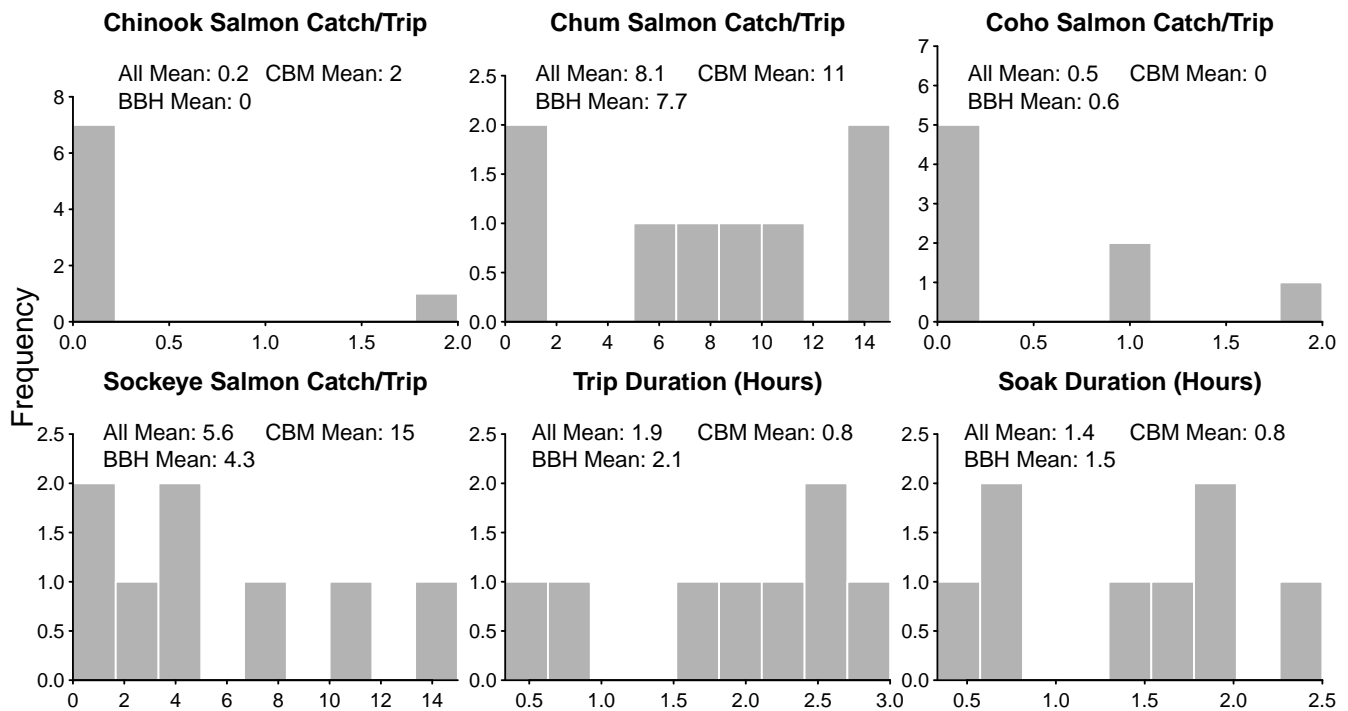 Chinook Salmon Catch/Trip
All Mean: 0.2 CBM Mean: 2
BBH Mean: 0
8
6
4
2
0
0.0 0.5 1.0 1.5 2.0
Chum Salmon Catch/Trip
All Mean: 8.1 CBM Mean: 11
BBH Mean: 7.7
2.5
2.0
1.5
1.0
0.5
0.0
0 2 4 6 8 10 12 14
Coho Salmon Catch/Trip
All Mean: 0.5 CBM Mean: 0
BBH Mean: 0.6
7
6
5
4
3
2
1
0
0.0 0.5 1.0 1.5 2.0
Frequency
Sockeye Salmon Catch/Trip
All Mean: 5.6 CBM Mean: 15
BBH Mean: 4.3
2.5
2.0
1.5
1.0
0.5
0.0
0 2 4 6 8 10 12 14
Trip Duration (Hours)
All Mean: 1.9 CBM Mean: 0.8
BBH Mean: 2.1
2.5
2.0
1.5
1.0
0.5
0.0
0.5 1.0 1.5 2.0 2.5 3.0
Soak Duration (Hours)
All Mean: 1.4 CBM Mean: 0.8
BBH Mean: 1.5
2.5
2.0
1.5
1.0
0.5
0.0
0.5 1.0 1.5 2.0 2.5